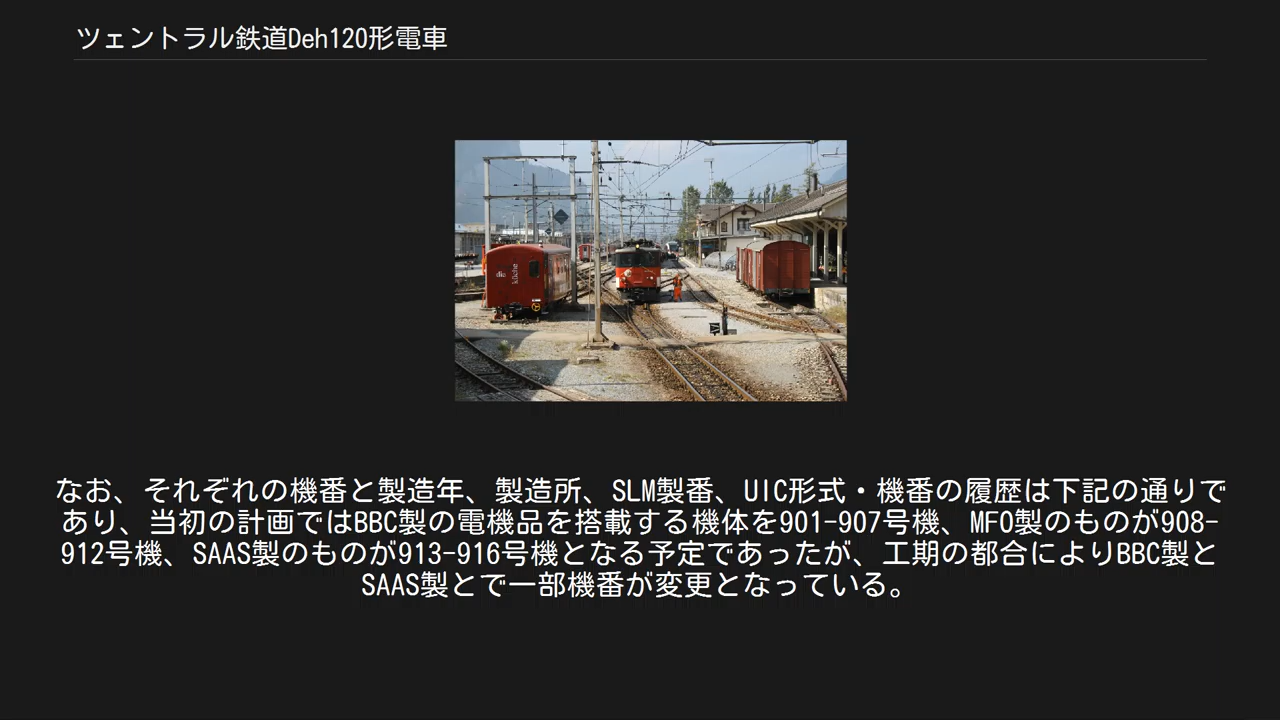 ツェントラル鉄道Deh120形電車
die küche
なお、それぞれの機番と製造年、製造所、SLM製番、UIC形式・機番の履歴は下記の通りで
あり、当初の計画ではBBC製の電機品を搭載する機体を901-907号機、MFO製のものが908-
912号機、SAAS製のものが913-916号機となる予定であったが、工期の都合によりBBC製と
SAAS製とで一部機番が変更となっている。